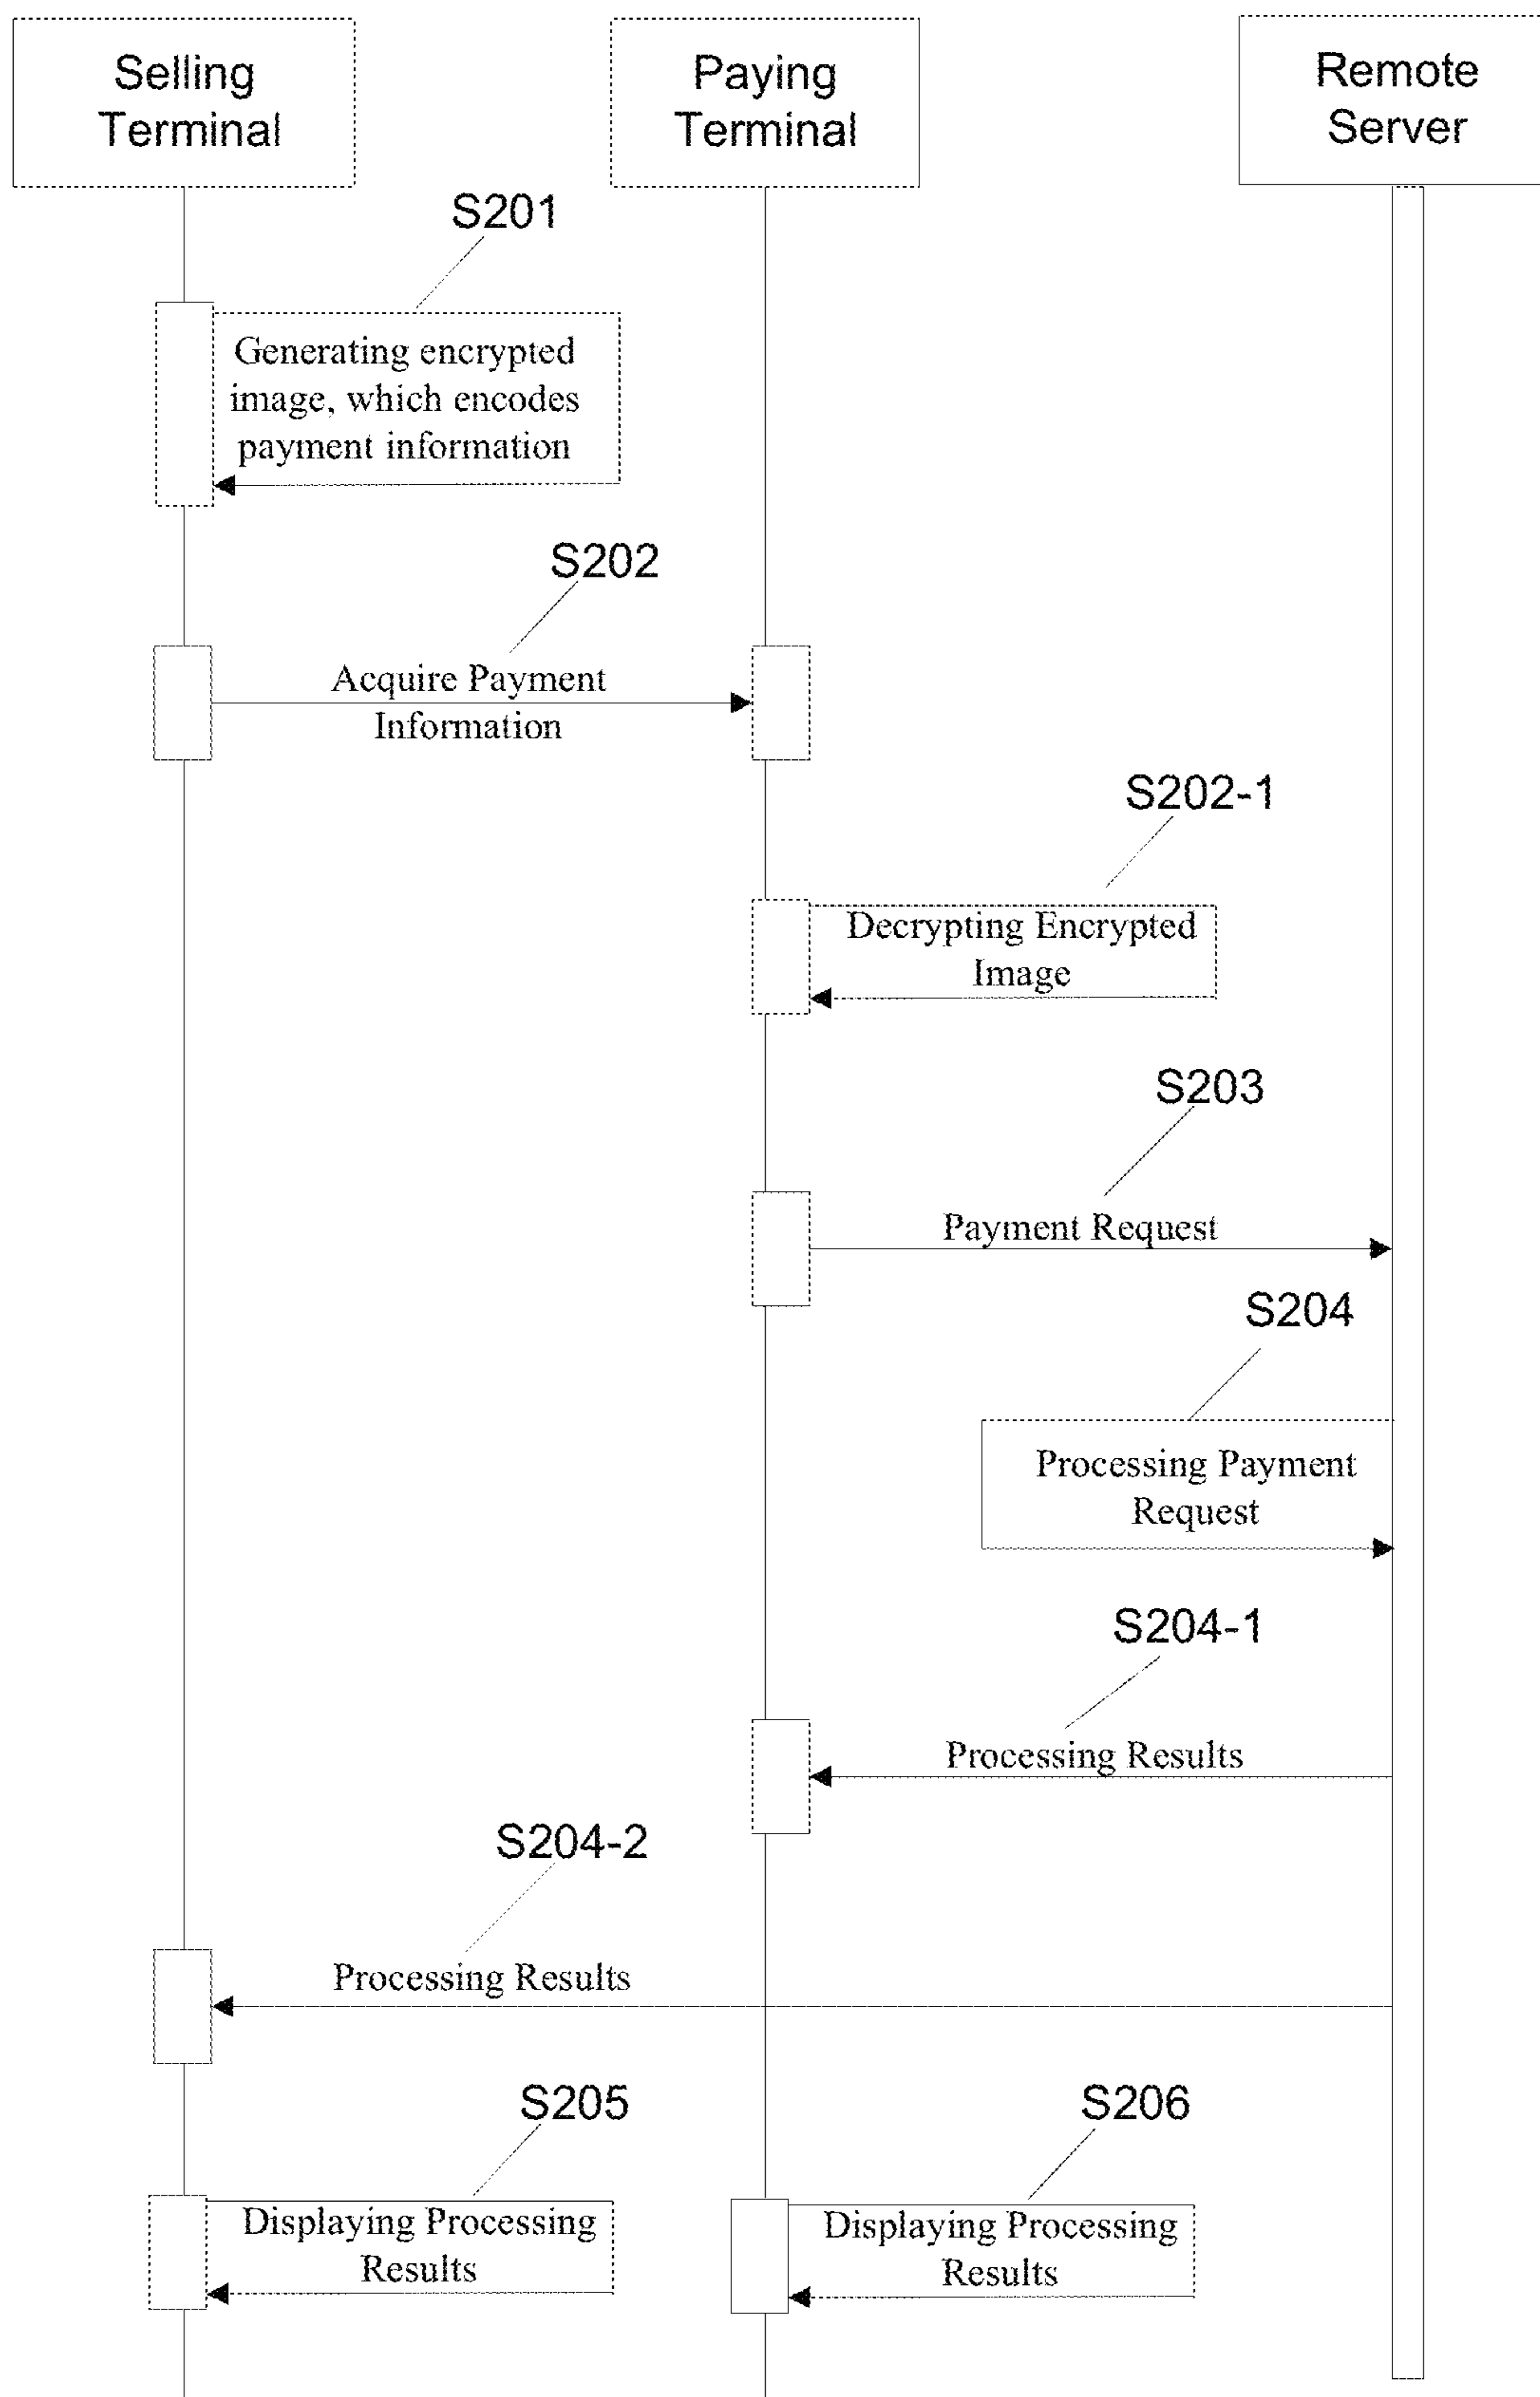 Selling
Terminal
Paying
Terminal
Remote
Server
S201
Generating encrypted
image, which encodes
payment information
S202
Acquire Payment
Information
S202-1
Decrypting Encrypted
Image
S203
Payment Request
S204
Processing Payment
Request
S204-1
Processing Results
S204-2
Processing Results
S205
Displaying Processing
Results
S206
Displaying Processing
Results